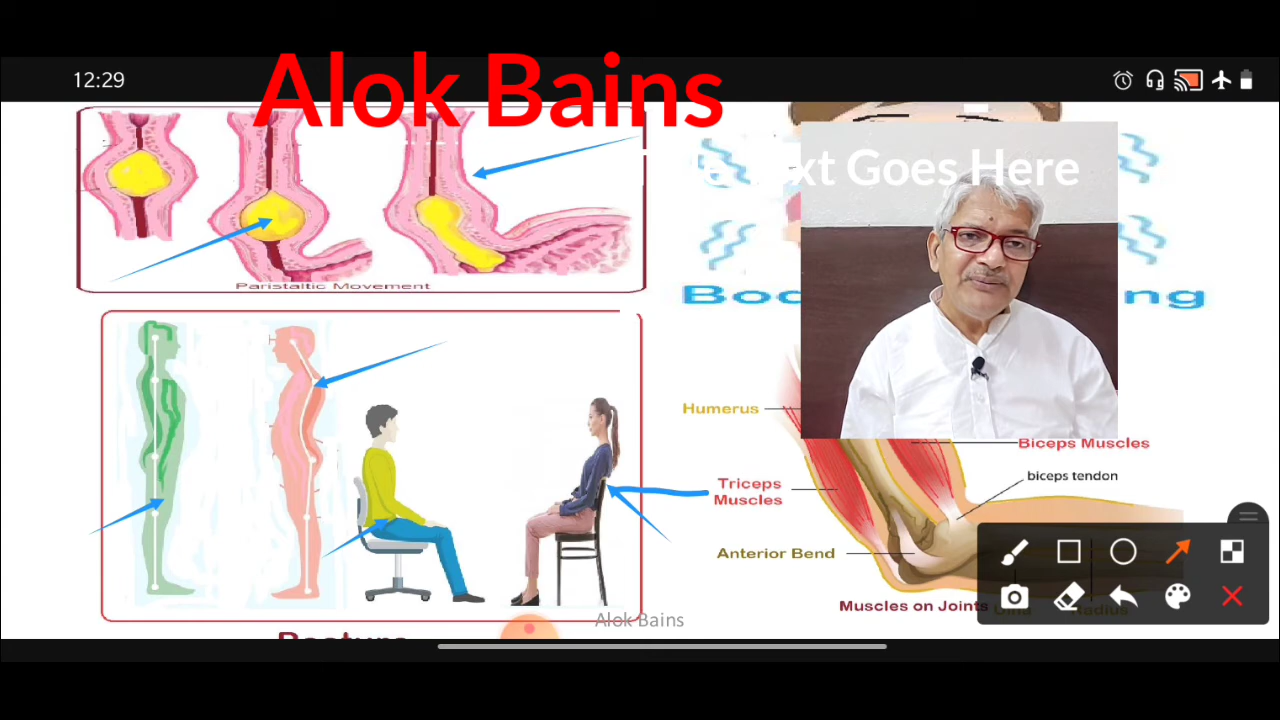 12:29
Alok Bains
Text Goes Here
Paristaltic Movement
Humerus
Biceps Muscles
Triceps
Muscles
biceps tendon
Anterior Bend
Muscles on Joints
Radius
Alok Bains